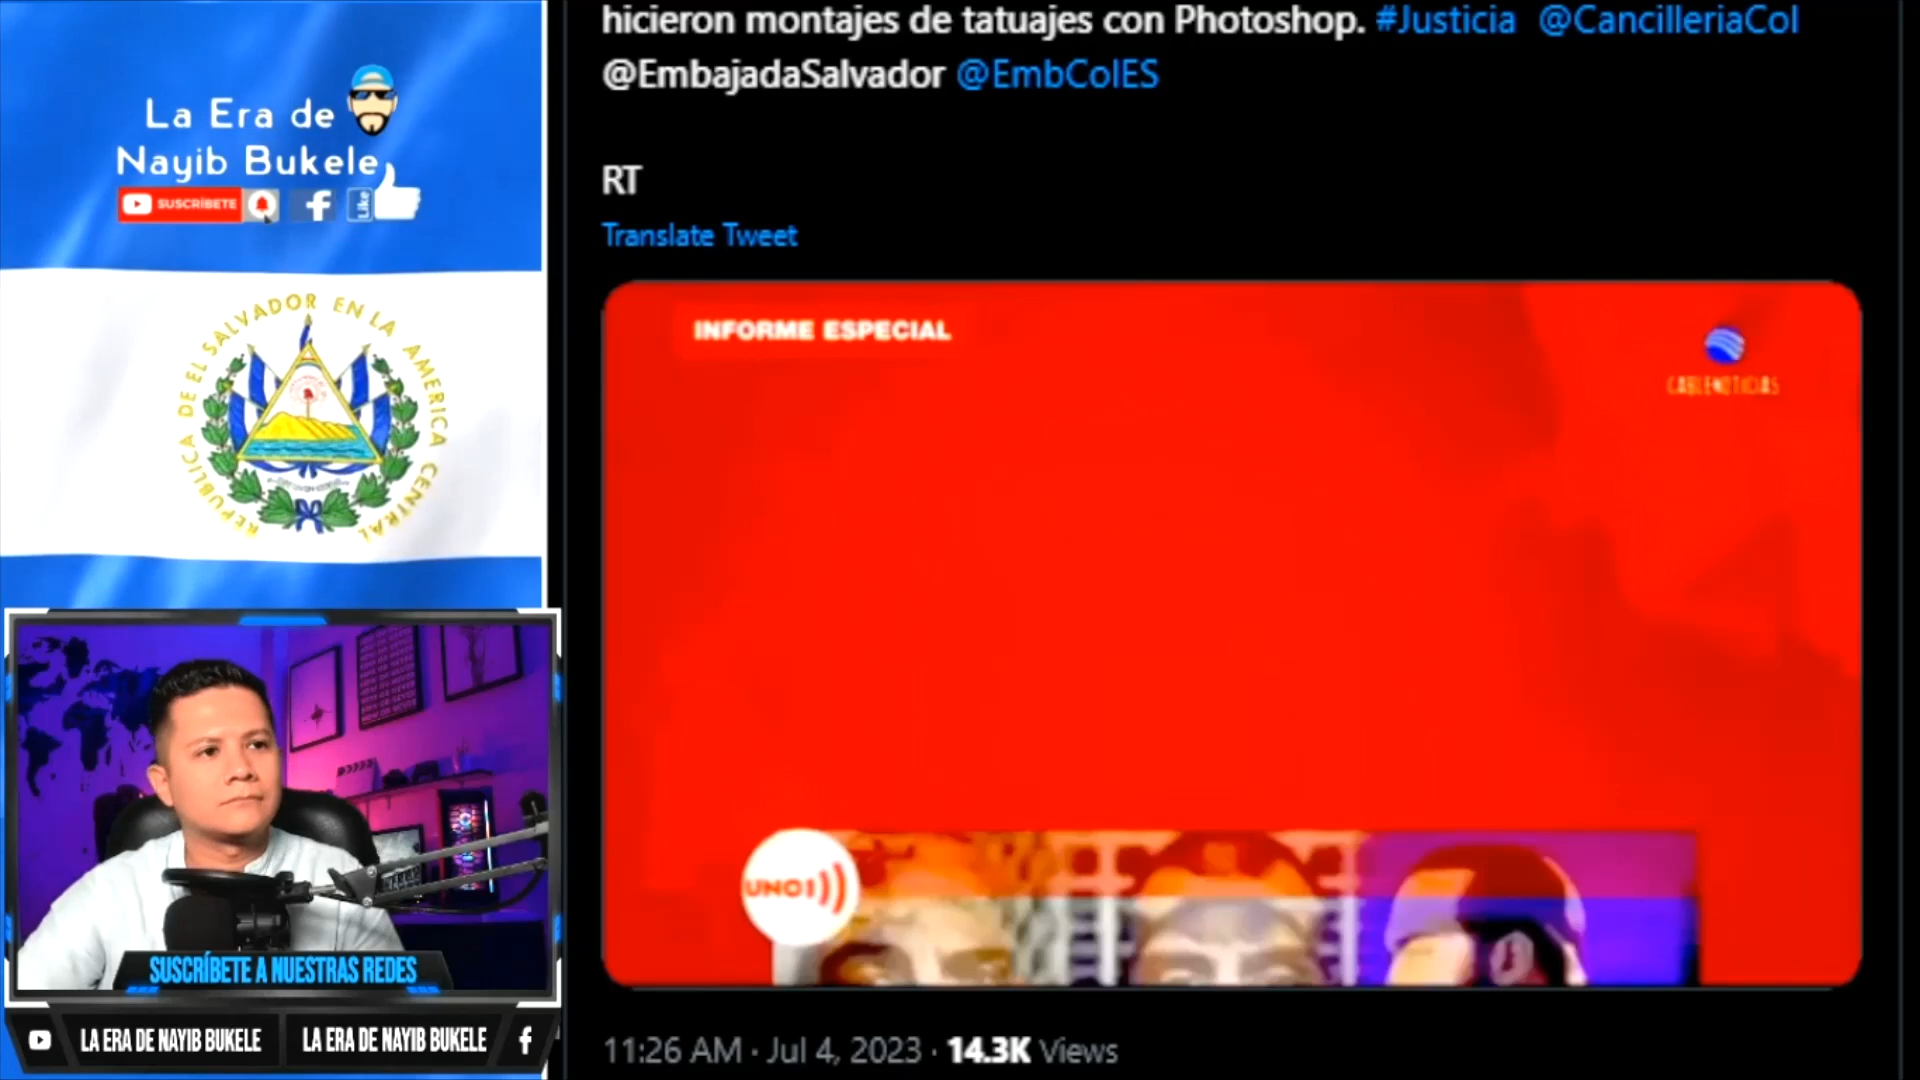 hicieron montajes de tatuajes con Photoshop. #Justicia @CancilleriaCol
@EmbajadaSalvador @EmbColES
RT
Translate Tweet
INFORME ESPECIAL
CABLENOTICIAS
UNO1
11:26 AM · Jul 4, 2023 · 14.3K Views
La Era de
Nayib Bukele
SUSCRÍBETE
Like
REPUBLICA DE EL SALVADOR EN LA AMERICA CENTRAL
SUSCRÍBETE A NUESTRAS REDES
LA ERA DE NAYIB BUKELE
LA ERA DE NAYIB BUKELE